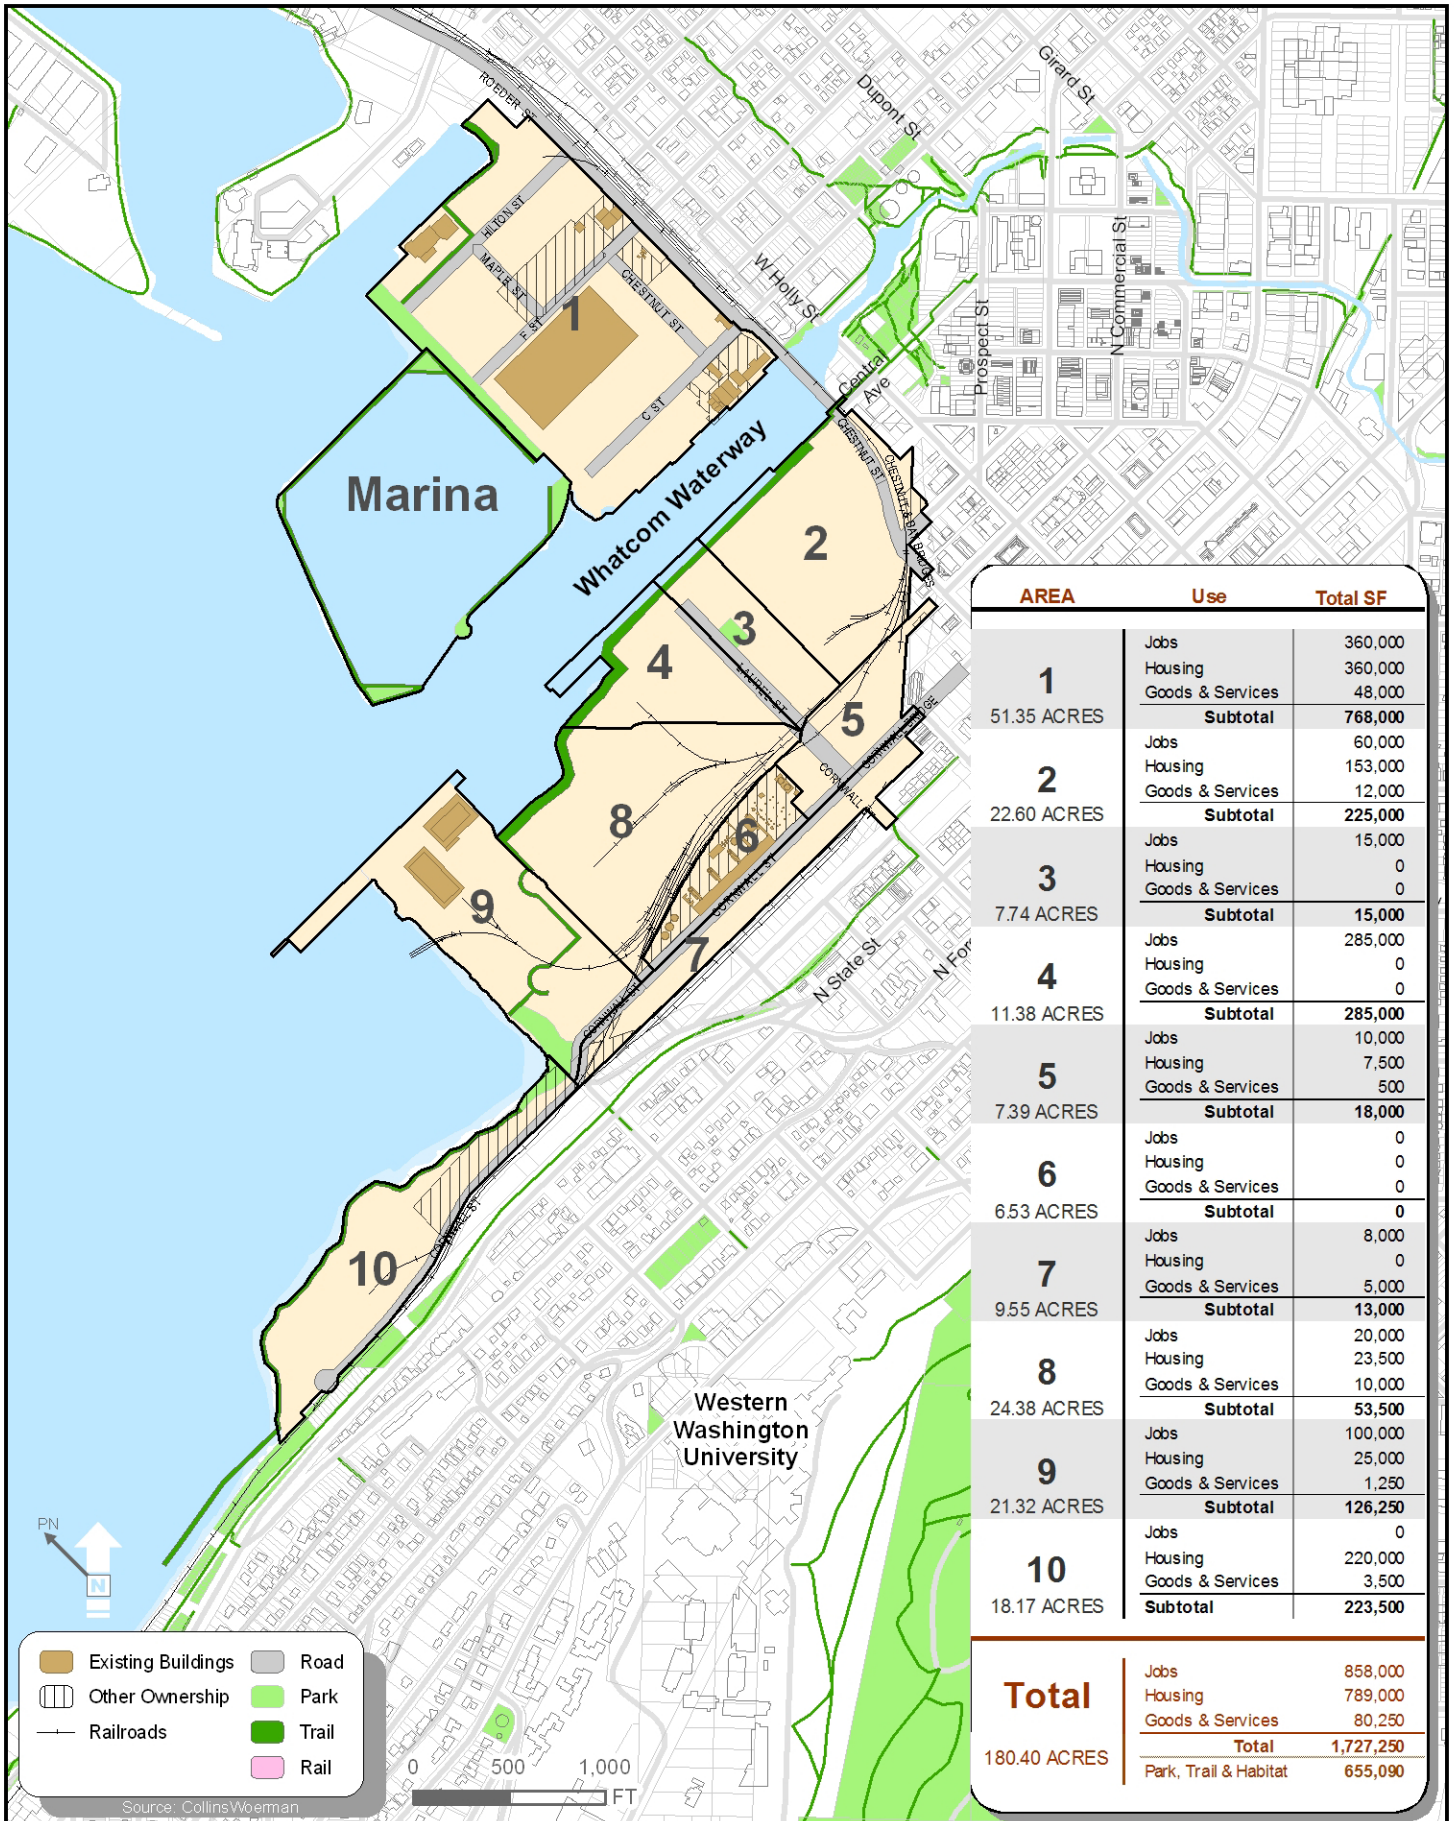 ROEDER ST
Girard St
Dupont St
HILTON ST
MAPLE ST
1
F ST
CHESTNUT ST
C ST
W Holly St
Prospect St
N Commercial St
Central
Ave
Marina
Whatcom Waterway
CHESTNUT ST
CHESTNUT & BAY BRIDGES
2
3
4
LAUREL ST
5
CORNWALL BRIDGE
CORNWALL ST
8
6
CORNWALL ST
9
7
N State St
CORNWALL ST
10
CORNWALL ST
Western
Washington
University
PN
N
AREA Use Total SF
Jobs 360,000
Housing 360,000
1
Goods & Services 48,000
51.35 ACRES Subtotal 768,000
Jobs 60,000
Housing 153,000
2
Goods & Services 12,000
22.60 ACRES Subtotal 225,000
Jobs 15,000
Housing 0
3
Goods & Services 0
7.74 ACRES Subtotal 15,000
Jobs 285,000
Housing 0
4
Goods & Services 0
11.38 ACRES Subtotal 285,000
Jobs 10,000
Housing 7,500
5
Goods & Services 500
7.39 ACRES Subtotal 18,000
Jobs 0
Housing 0
6
Goods & Services 0
6.53 ACRES Subtotal 0
Jobs 8,000
Housing 0
7
Goods & Services 5,000
9.55 ACRES Subtotal 13,000
Jobs 20,000
Housing 23,500
8
Goods & Services 10,000
24.38 ACRES Subtotal 53,500
Jobs 100,000
Housing 25,000
9
Goods & Services 1,250
21.32 ACRES Subtotal 126,250
Jobs 0
Housing 220,000
10
Goods & Services 3,500
18.17 ACRES Subtotal 223,500
Jobs 858,000
Total Housing 789,000
Goods & Services 80,250
Total 1,727,250
180.40 ACRES Park, Trail & Habitat 655,090
Existing Buildings Road
Other Ownership Park
Railroads Trail
Rail
Source: CollinsWoerman
0 500 1,000
FT